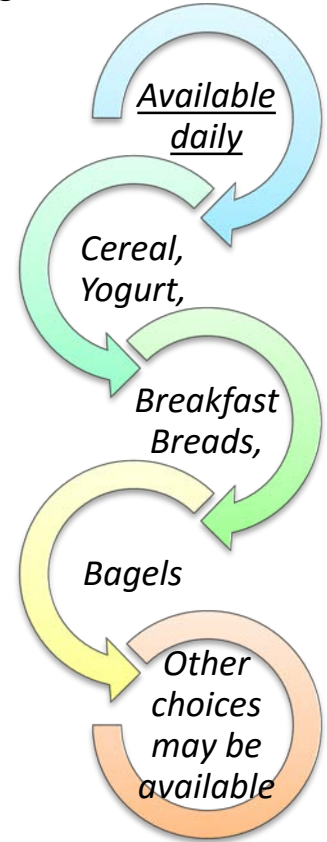 Available
daily
Cereal,
Yogurt,
Breakfast
Breads,
Bagels
Other
choices
may be
available